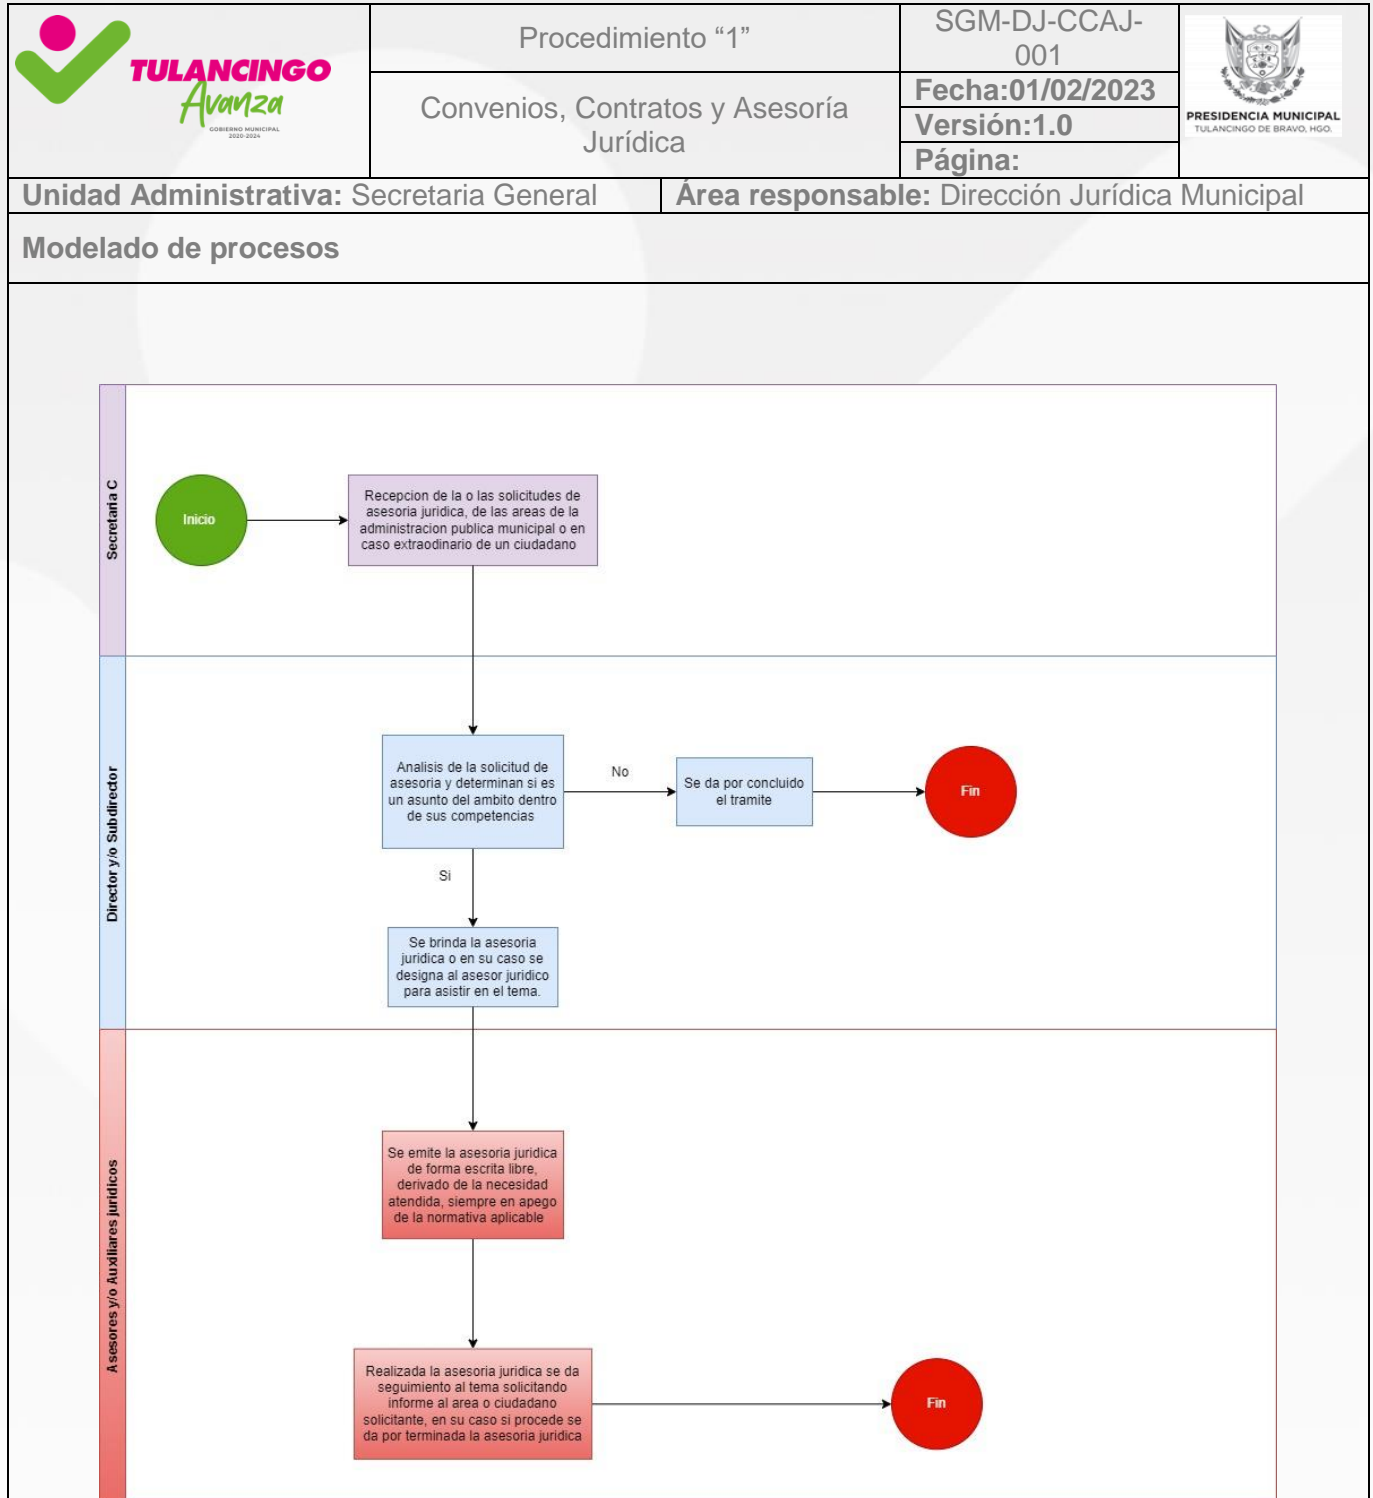 TULANCINGO
Avanza
GOBIERNO MUNICIPAL
2020-2024
Procedimiento “1”
Convenios, Contratos y Asesoría
Jurídica
SGM-DJ-CCAJ-
001
Fecha:01/02/2023
Versión:1.0
Página:
PRESIDENCIA MUNICIPAL
TULANCINGO DE BRAVO, HGO.
Unidad Administrativa: Secretaria General
Área responsable: Dirección Jurídica Municipal
Modelado de procesos
Secretaria C
Inicio
Recepcion de la o las solicitudes de
asesoria juridica, de las areas de la
administracion publica municipal o en
caso extraodinario de un ciudadano
Director y/o Subdirector
Analisis de la solicitud de
asesoria y determinan si es
un asunto del ambito dentro
de sus competencias
No
Se da por concluido
el tramite
Fin
Si
Se brinda la asesoria
juridica o en su caso se
designa al asesor juridico
para asistir en el tema.
Asesores y/o Auxiliares juridicos
Se emite la asesoria juridica
de forma escrita libre,
derivado de la necesidad
atendida, siempre en apego
de la normativa aplicable
Realizada la asesoria juridica se da
seguimiento al tema solicitando
informe al area o ciudadano
solicitante, en su caso si procede se
da por terminada la asesoria juridica
Fin